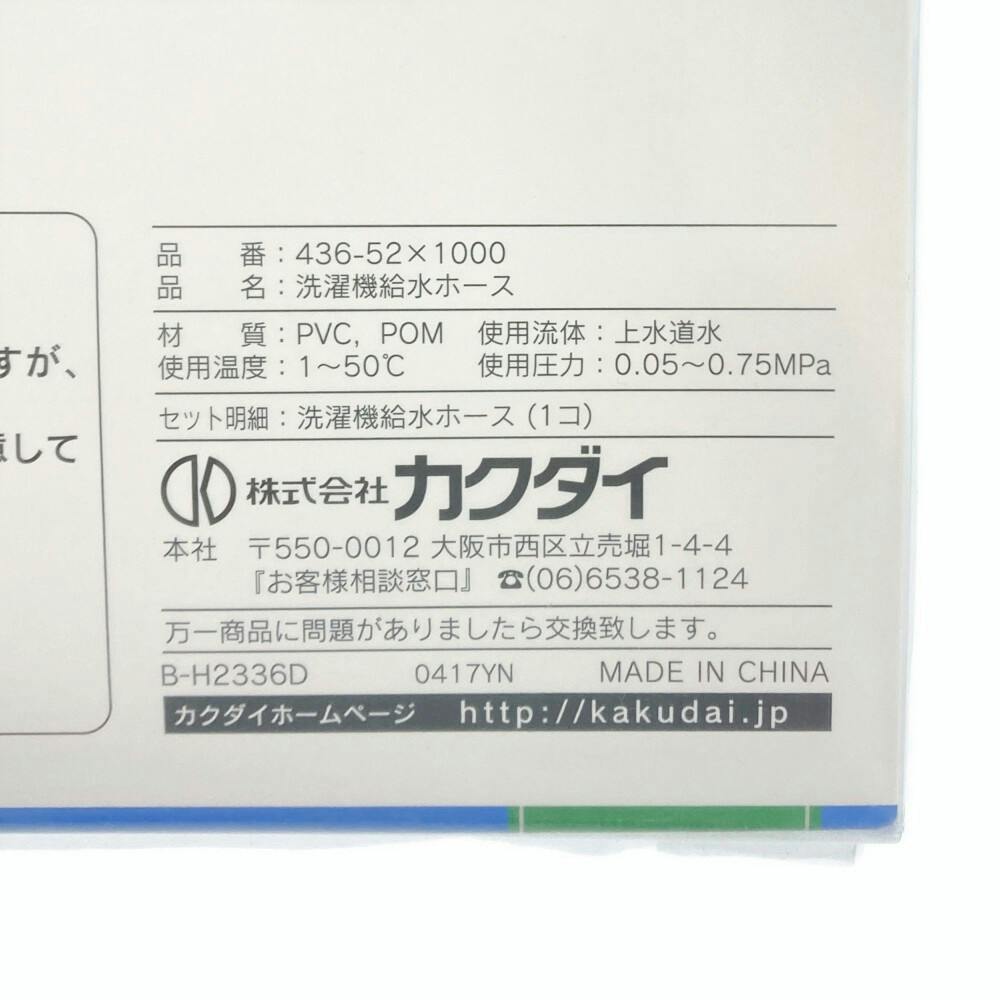 すが、
意して
品　　番：436-52×1000
品　　名：洗濯機給水ホース
材　　質：PVC, POM　使用流体：上水道水
使用温度：1～50℃　使用圧力：0.05～0.75MPa
セット明細：洗濯機給水ホース (1コ)
株式会社カクダイ
本社　〒550-0012 大阪市西区立売堀1-4-4
『お客様相談窓口』 ☎(06)6538-1124
万一商品に問題がありましたら交換致します。
B-H2336D　0417YN　MADE IN CHINA
カクダイホームページ　http://kakudai.jp